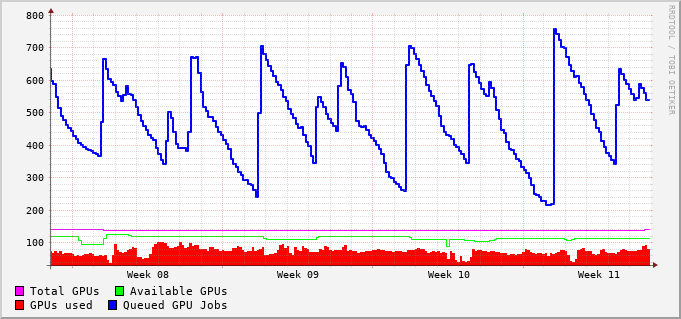 800
700
600
500
400
300
200
100
Week 08 Week 09 Week 10 Week 11
Total GPUs Available GPUs
GPUs used Queued GPU Jobs
RRDTOOL / TOBI OETIKER